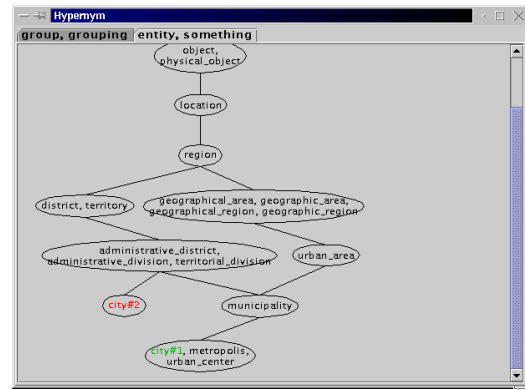 Hypernym
group, grouping entity, something
object,
physical_object
location
region
district, territory
geographical_area, geographic_area,
geographical_region, geographic_region
administrative_district,
administrative_division, territorial_division
urban_area
city#2
municipality
city#1, metropolis,
urban_center